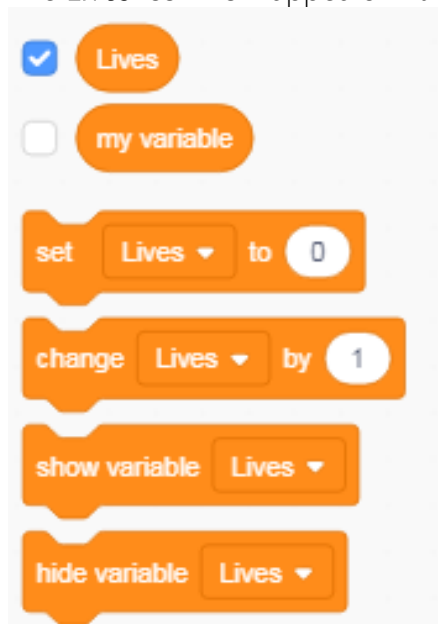 Lives
my variable
set Lives to 0
change Lives by 1
show variable Lives
hide variable Lives